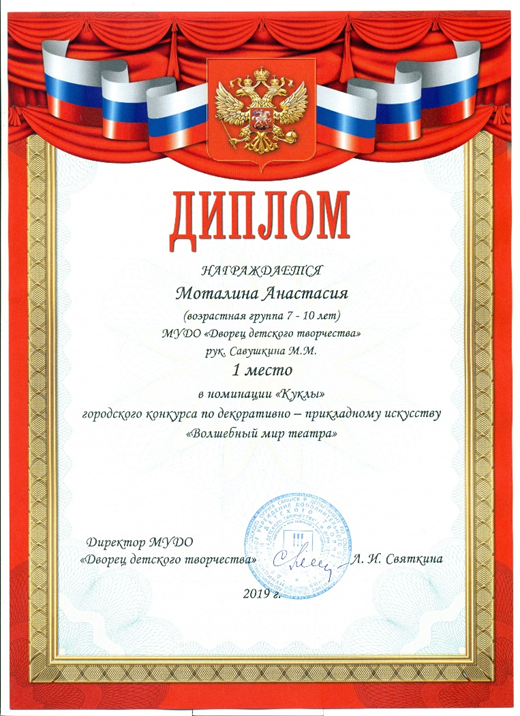 ДИПЛОМ
НАГРАЖДАЕТСЯ
Моталина Анастасия
(возрастная группа 7 - 10 лет)
МУДО «Дворец детского творчества»
рук. Савушкина М.М.
1 место
в номинации «Куклы»
городского конкурса по декоративно – прикладному искусству
«Волшебный мир театра»
Директор МУДО
«Дворец детского творчества»
Л. И. Святкина
2019 г.